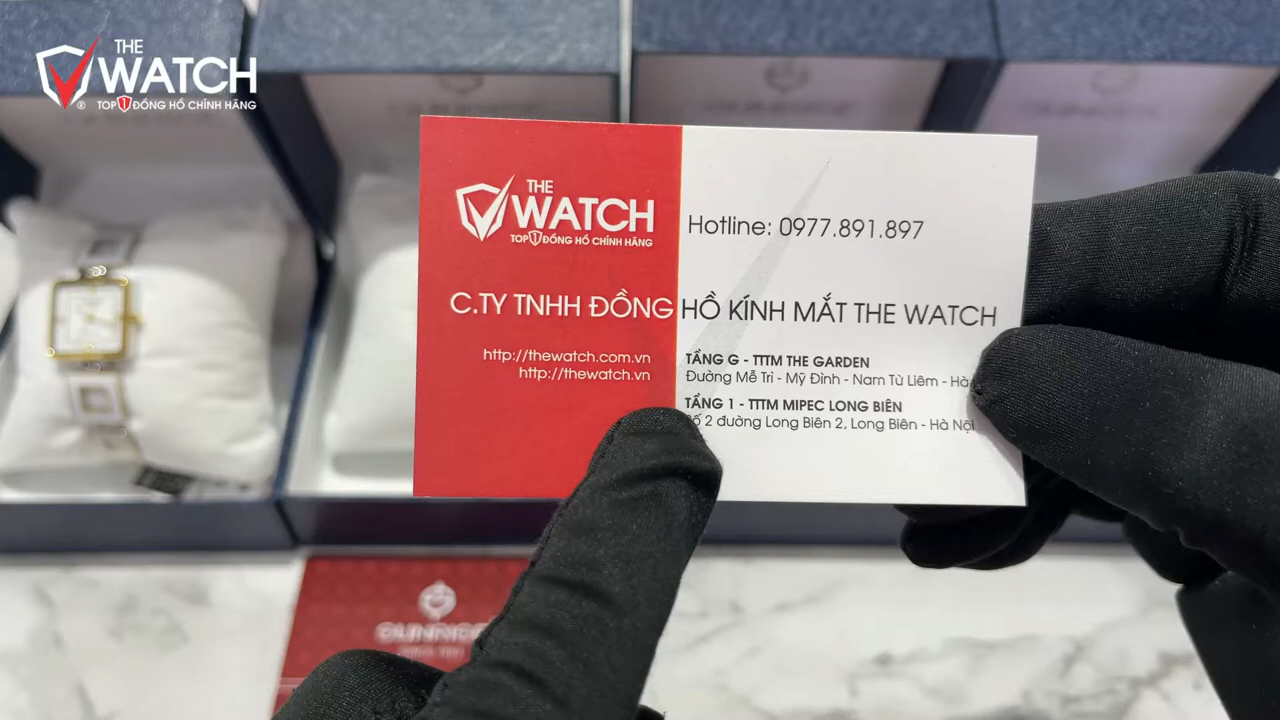 THE
WATCH
®
TOP 1 ĐỒNG HỒ CHÍNH HÃNG
THE
WATCH
TOP 1 ĐỒNG HỒ CHÍNH HÃNG
Hotline: 0977.891.897
C.TY TNHH ĐỒNG HỒ KÍNH MẮT THE WATCH
http://thewatch.com.vn
http://thewatch.vn
TẦNG G - TTTM THE GARDEN
Đường Mễ Trì - Mỹ Đình - Nam Từ Liêm - Hà
TẦNG 1 - TTTM MIPEC LONG BIÊN
Số 2 đường Long Biên 2, Long Biên - Hà Nội